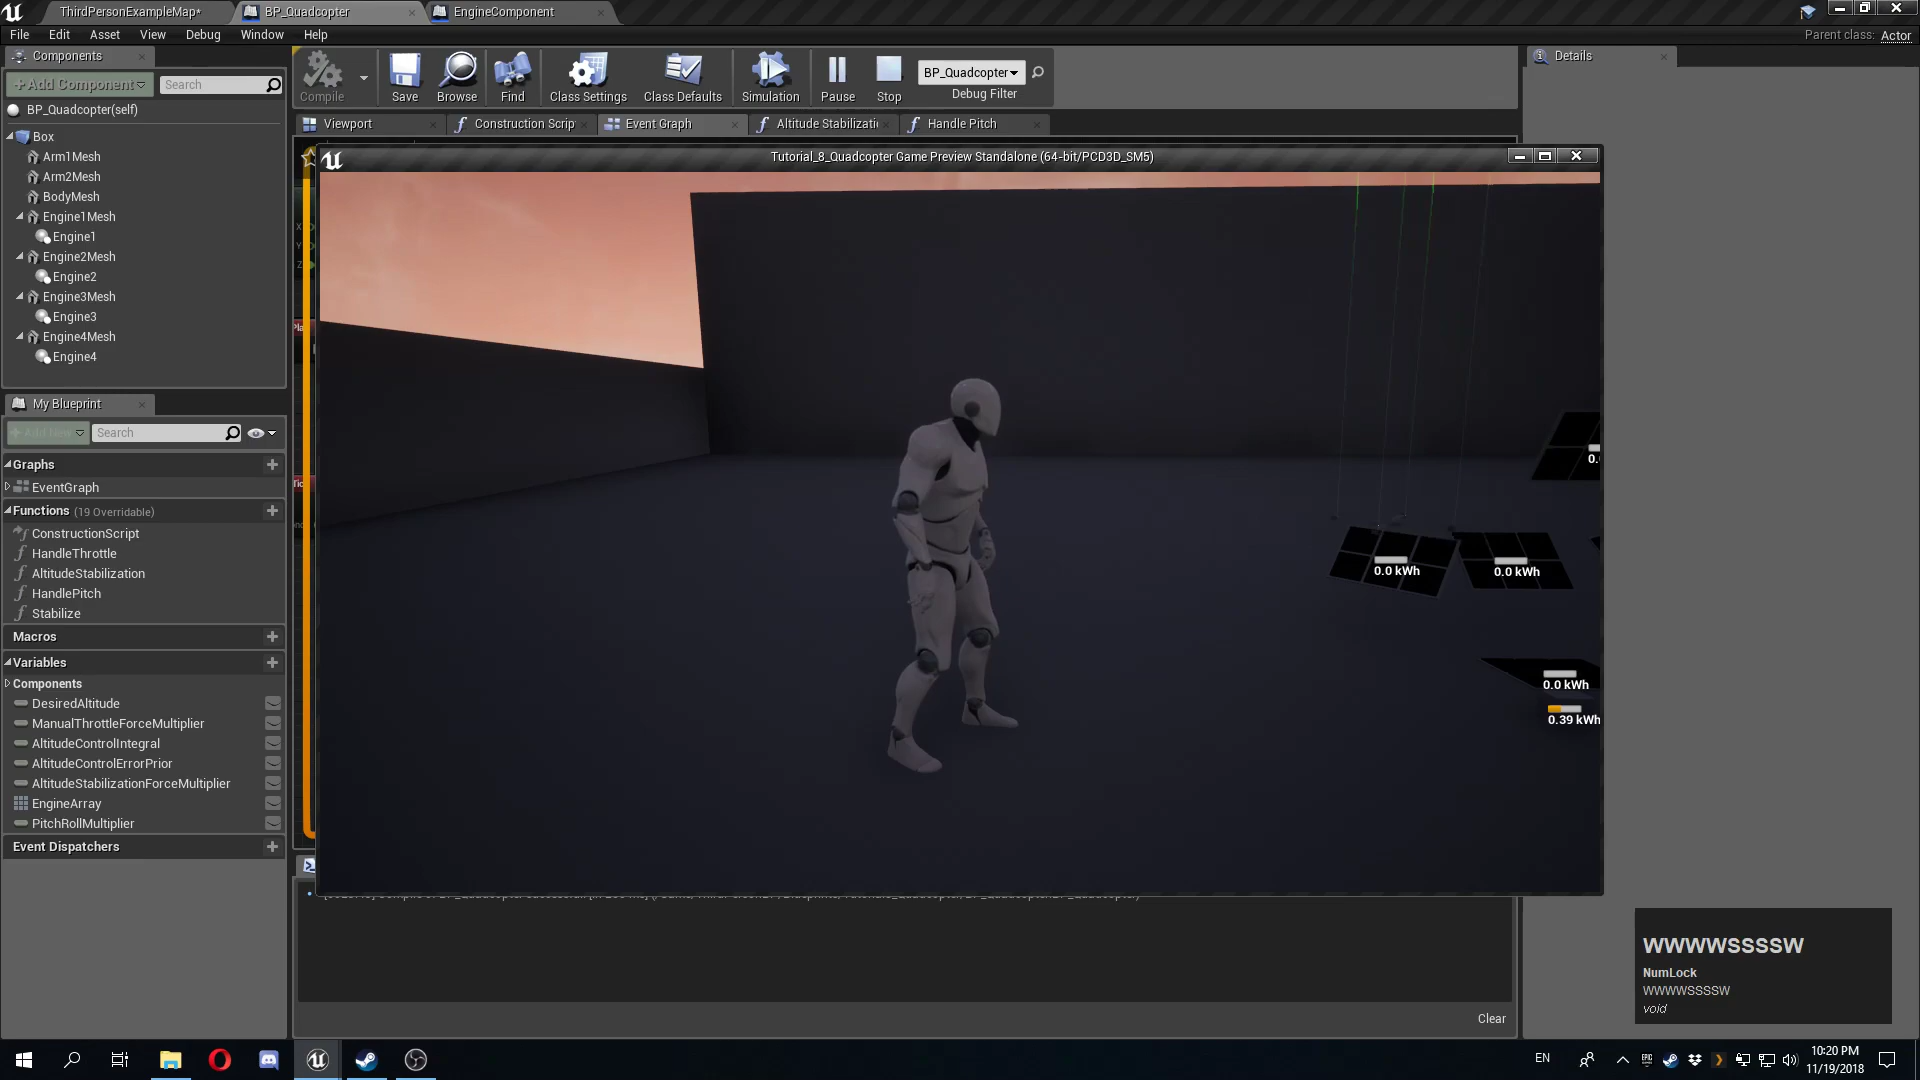 ThirdPersonExampleMap*
BP_Quadcopter
EngineComponent
File Edit Asset View Debug Window Help
Parent class: Actor
Components
Details
+Add Component
Search
BP_Quadcopter(self)
Compile
Save
Browse
Find
Class Settings
Class Defaults
Simulation
Pause
Stop
BP_Quadcopter
Debug Filter
Viewport
Construction Scrip
Event Graph
Altitude Stabilizati
Handle Pitch
Box
Arm1Mesh
Arm2Mesh
BodyMesh
Engine1Mesh
Engine1
Engine2Mesh
Engine2
Engine3Mesh
Engine3
Engine4Mesh
Engine4
Tutorial_8_Quadcopter Game Preview Standalone (64-bit/PCD3D_SM5)
0.
0.0 kWh
0.0 kWh
0.0 kWh
0.39 kWh
My Blueprint
+ Add New
Search
Graphs
EventGraph
Functions (19 Overridable)
ConstructionScript
HandleThrottle
AltitudeStabilization
HandlePitch
Stabilize
Macros
Variables
Components
DesiredAltitude
ManualThrottleForceMultiplier
AltitudeControlIntegral
AltitudeControlErrorPrior
AltitudeStabilizationForceMultiplier
EngineArray
PitchRollMultiplier
Event Dispatchers
Clear
WWWWSSSSW
NumLock
WWWWSSSSW
void
EN
10:20 PM
11/19/2018